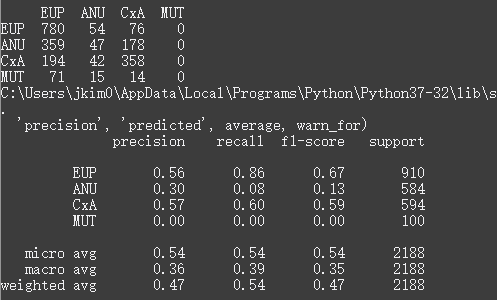 EUP ANU CxA MUT
EUP 780 54 76 0
ANU 359 47 178 0
CxA 194 42 358 0
MUT 71 15 14 0
C:\Users\jkim0\AppData\Local\Programs\Python\Python37-32\lib\s
.
'precision', 'predicted', average, warn_for)
precision recall f1-score support
EUP 0.56 0.86 0.67 910
ANU 0.30 0.08 0.13 584
CxA 0.57 0.60 0.59 594
MUT 0.00 0.00 0.00 100
micro avg 0.54 0.54 0.54 2188
macro avg 0.36 0.39 0.35 2188
weighted avg 0.47 0.54 0.47 2188